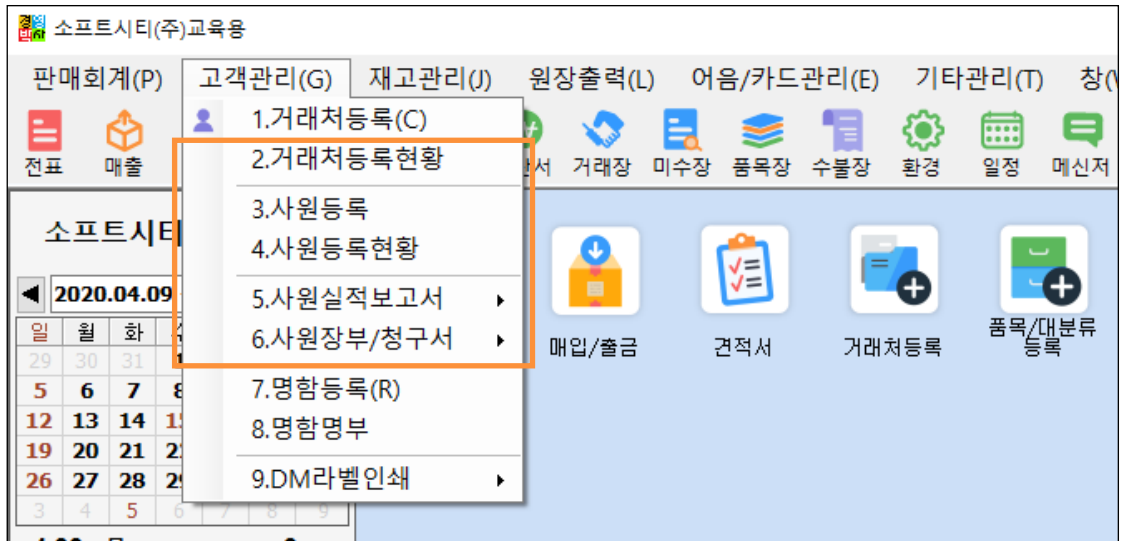 소프트시티(주)교육용
판매회계(P) 고객관리(G) 재고관리(J) 원장출력(L) 어음/카드관리(E) 기타관리(T)
전표 매출 거래장 미수장 품목장 수불장 환경 일정 메신저
1.거래처등록(C)
2.거래처등록현황
3.사원등록
4.사원등록현황
5.사원실적보고서
6.사원장부/청구서
7.명함등록(R)
8.명함명부
9.DM라벨인쇄
소프트시티
2020.04.09
일 월 화
29 30 31
5 6 7
12 13 14
19 20 21
26 27 28
3 4 5 6 7 8 9
매입/출금 견적서 거래처등록 품목/대분류
등록